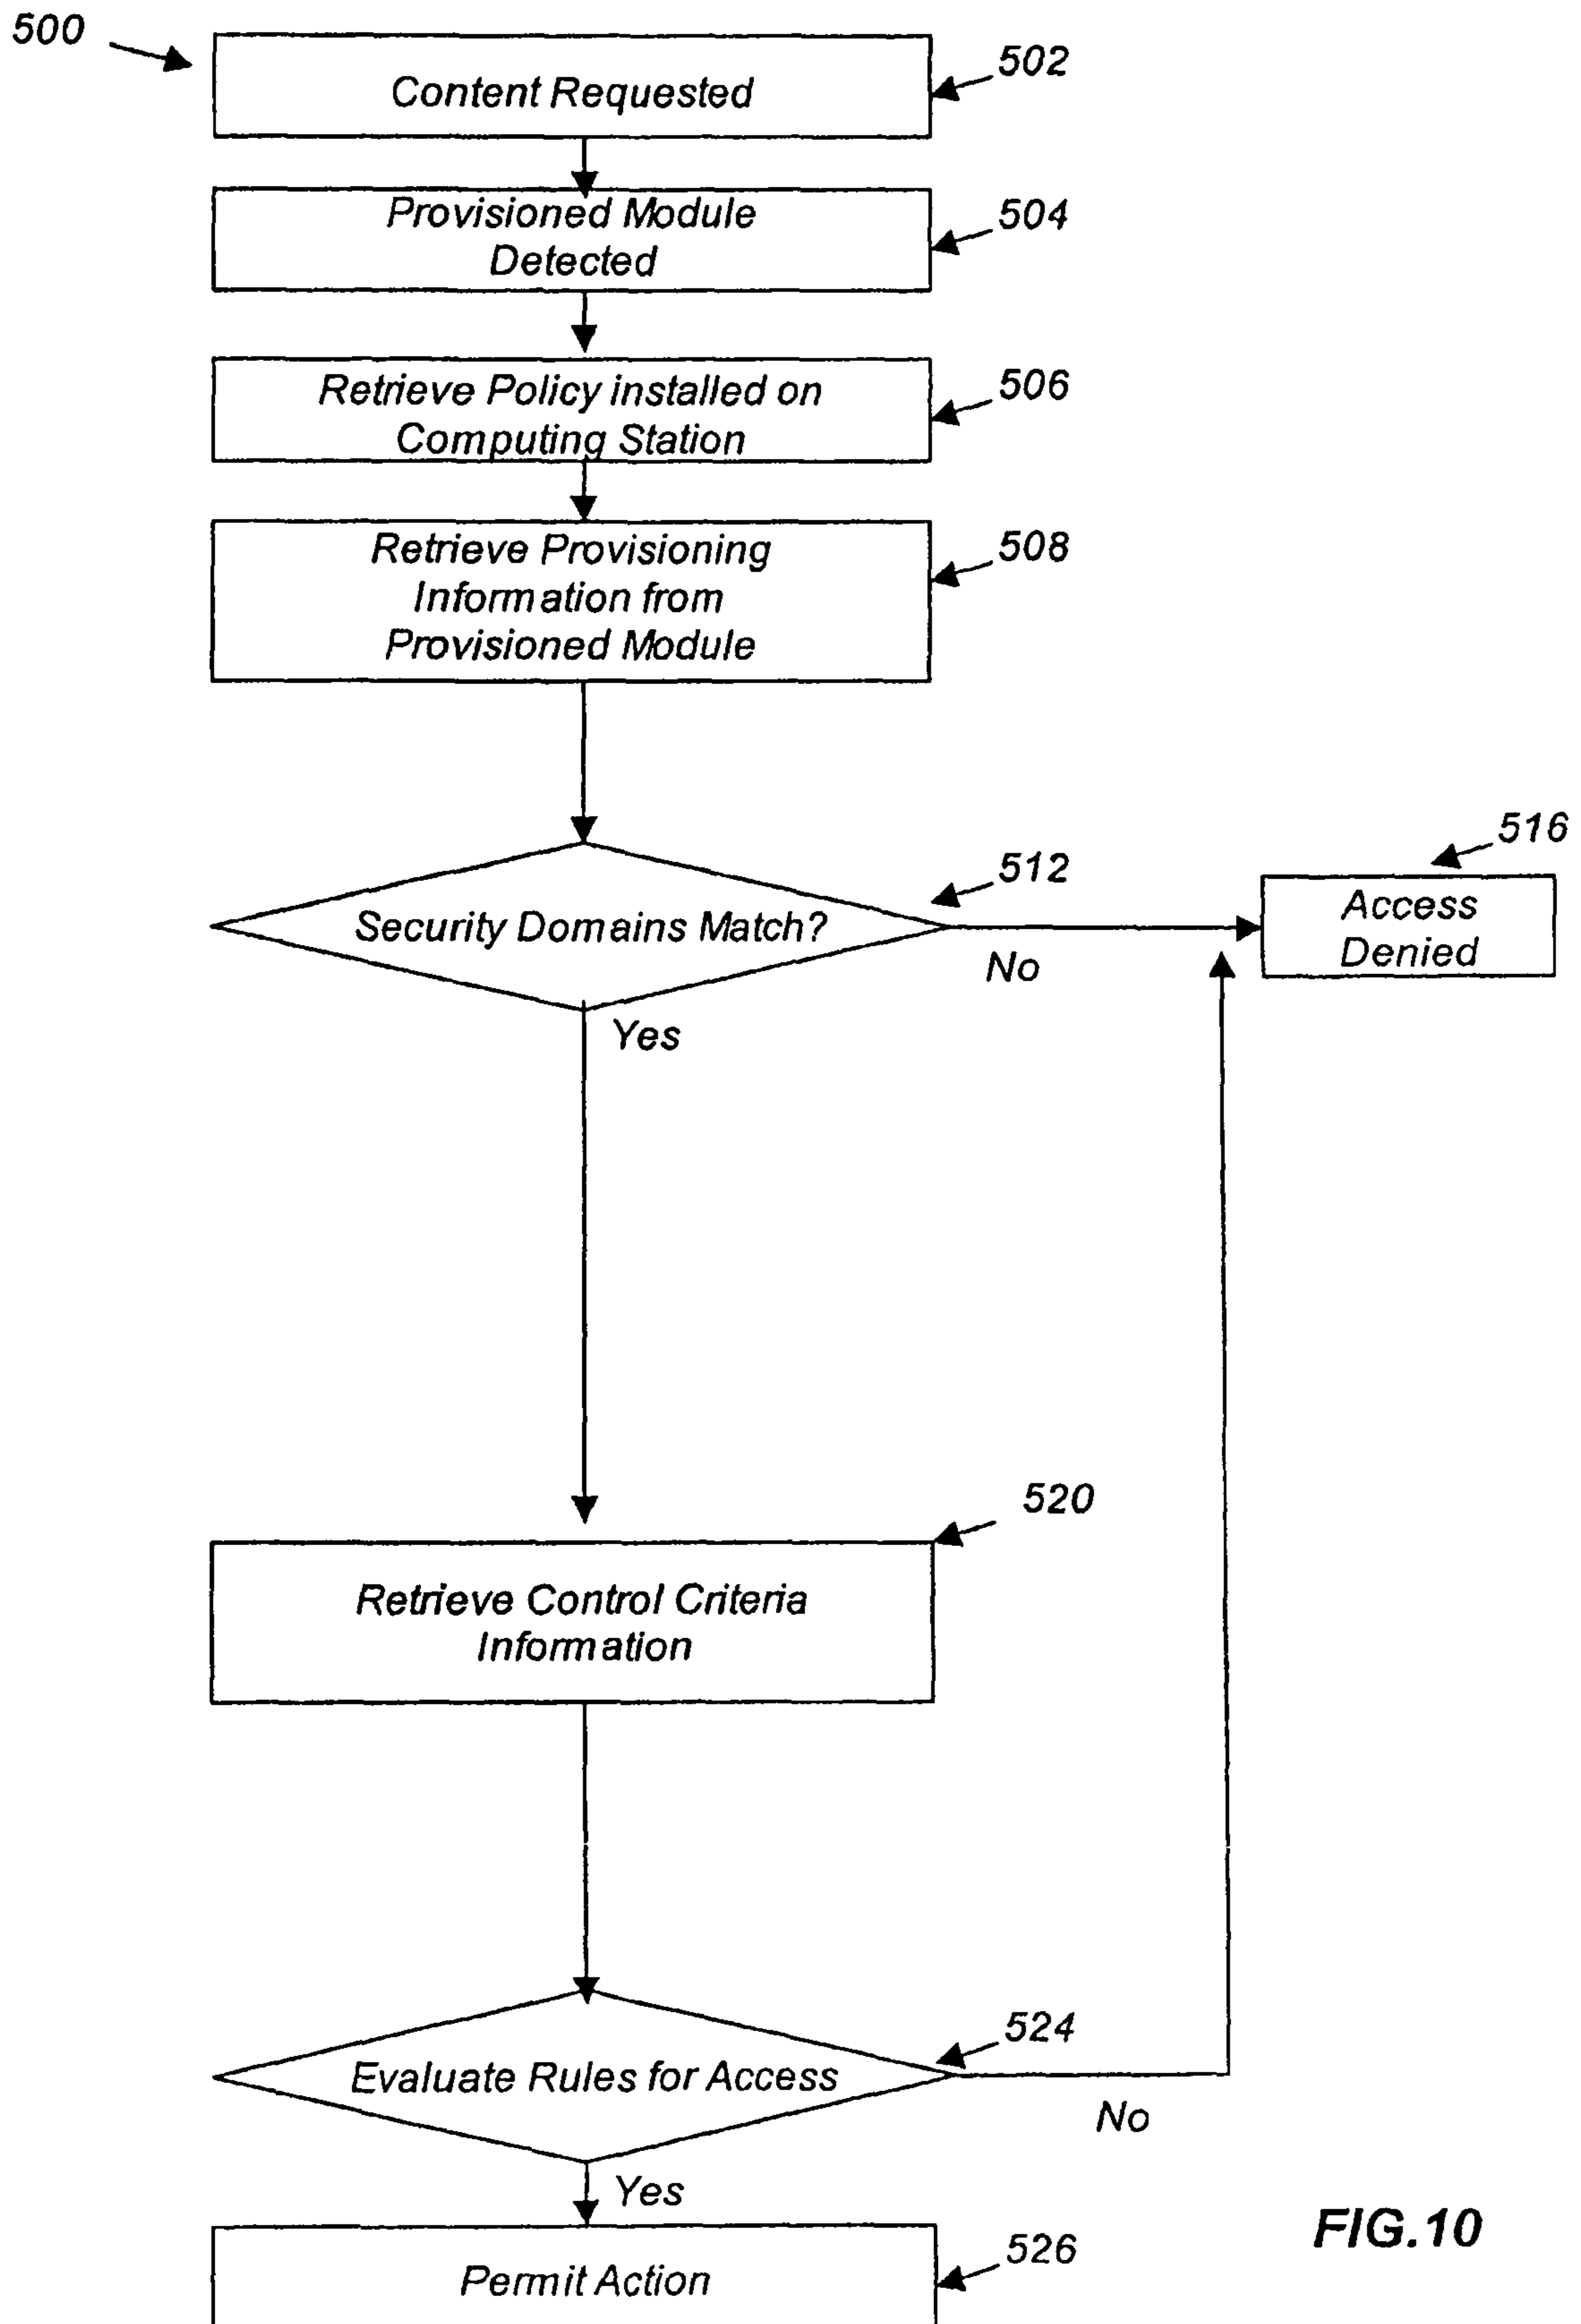 500
Content Requested
502
Provisioned Module
Detected
504
Retrieve Policy installed on
Computing Station
506
Retrieve Provisioning
Information from
Provisioned Module
508
Security Domains Match?
512
No
Yes
516
Access
Denied
520
Retrieve Control Criteria
Information
524
Evaluate Rules for Access
No
Yes
Permit Action
526
FIG.10